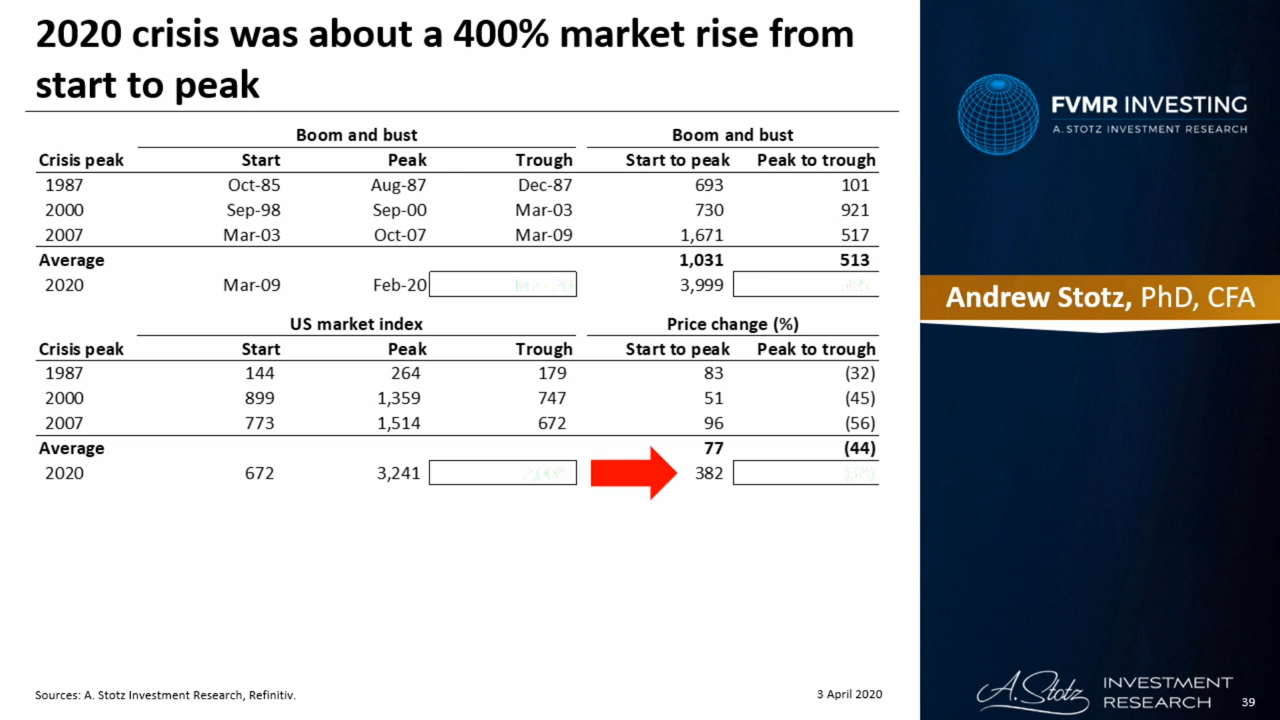 2020 crisis was about a 400% market rise from
start to peak
Boom and bust Boom and bust
Crisis peak Start Peak Trough Start to peak Peak to trough
1987 Oct-85 Aug-87 Dec-87 693 101
2000 Sep-98 Sep-00 Mar-03 730 921
2007 Mar-03 Oct-07 Mar-09 1,671 517
Average 1,031 513
2020 Mar-09 Feb-20 3,999
US market index Price change (%)
Crisis peak Start Peak Trough Start to peak Peak to trough
1987 144 264 179 83 (32)
2000 899 1,359 747 51 (45)
2007 773 1,514 672 96 (56)
Average 77 (44)
2020 672 3,241 382
Sources: A. Stotz Investment Research, Refinitiv.
3 April 2020
FVMR INVESTING
A. STOTZ INVESTMENT RESEARCH
Andrew Stotz, PhD, CFA
A. Stotz INVESTMENT
RESEARCH
39